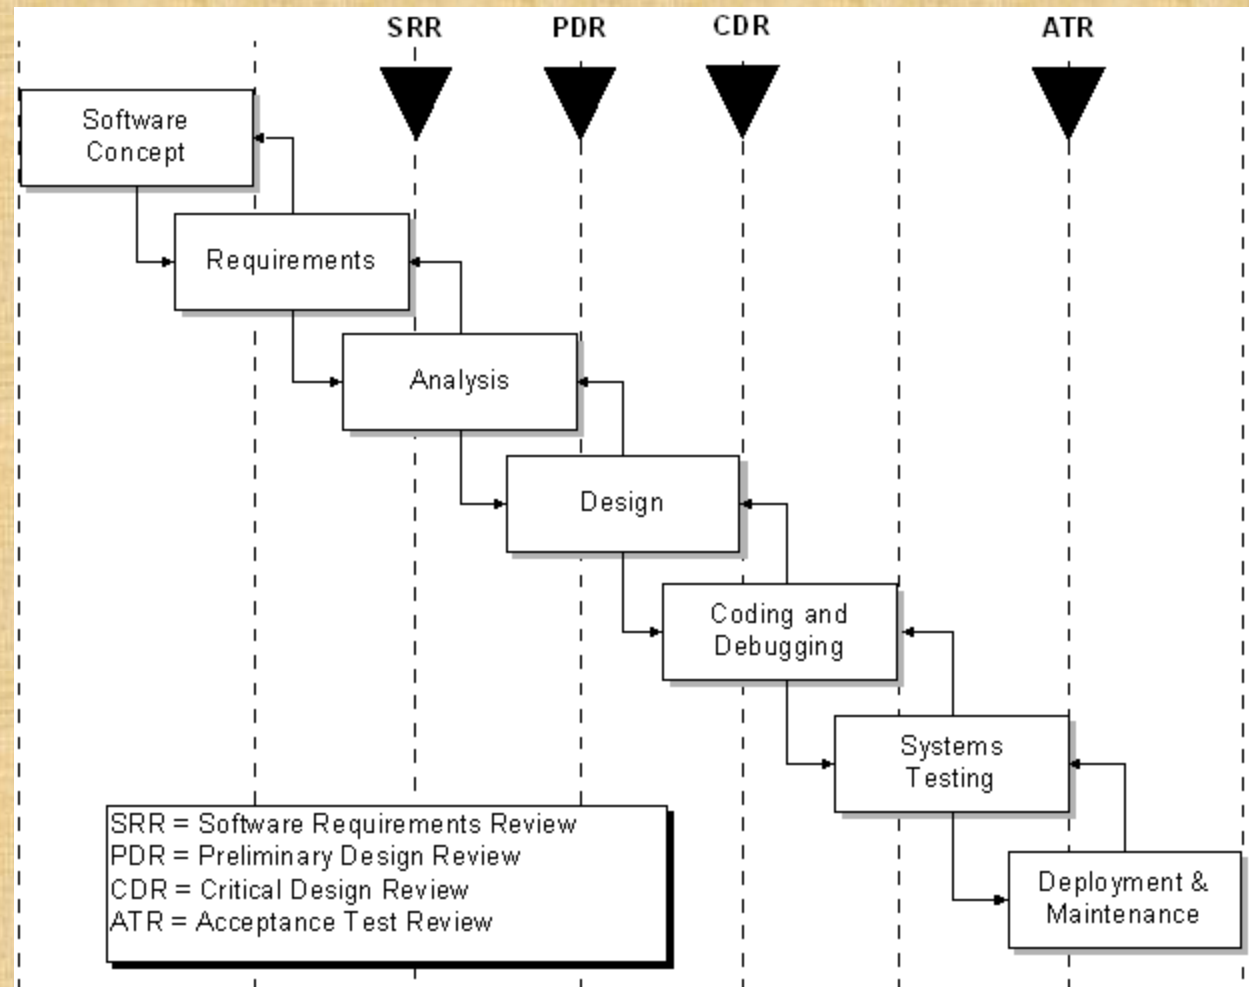 SRR
PDR
CDR
ATR
Software
Concept
Requirements
Analysis
Design
Coding and
Debugging
Systems
Testing
Deployment &
Maintenance
SRR = Software Requirements Review
PDR = Preliminary Design Review
CDR = Critical Design Review
ATR = Acceptance Test Review